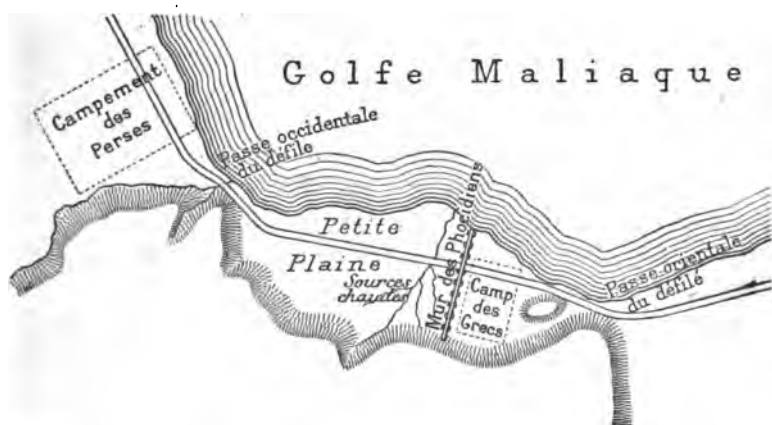 Golfe Maliaque
Campement
des
Perses
Passe occidentale
du défilé
Petite
Plaine
Sources
chaudes
Mur des Phocidiens
Camp
des
Grecs
Passe orientale
du défilé